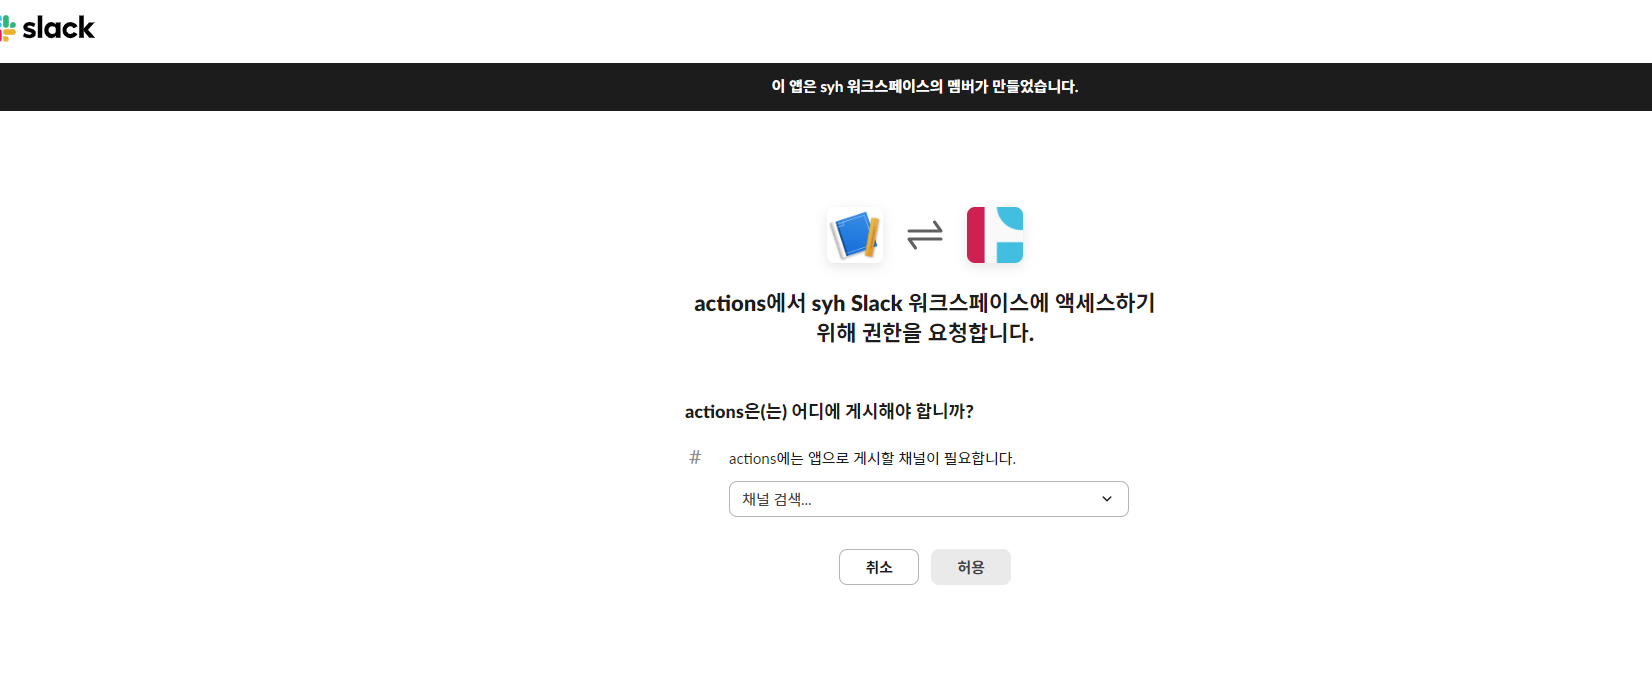 slack
이 앱은 syh 워크스페이스의 멤버가 만들었습니다.
actions에서 syh Slack 워크스페이스에 액세스하기
위해 권한을 요청합니다.
actions은(는) 어디에 게시해야 합니까?
# actions에는 앱으로 게시할 채널이 필요합니다.
채널 검색...
취소 허용